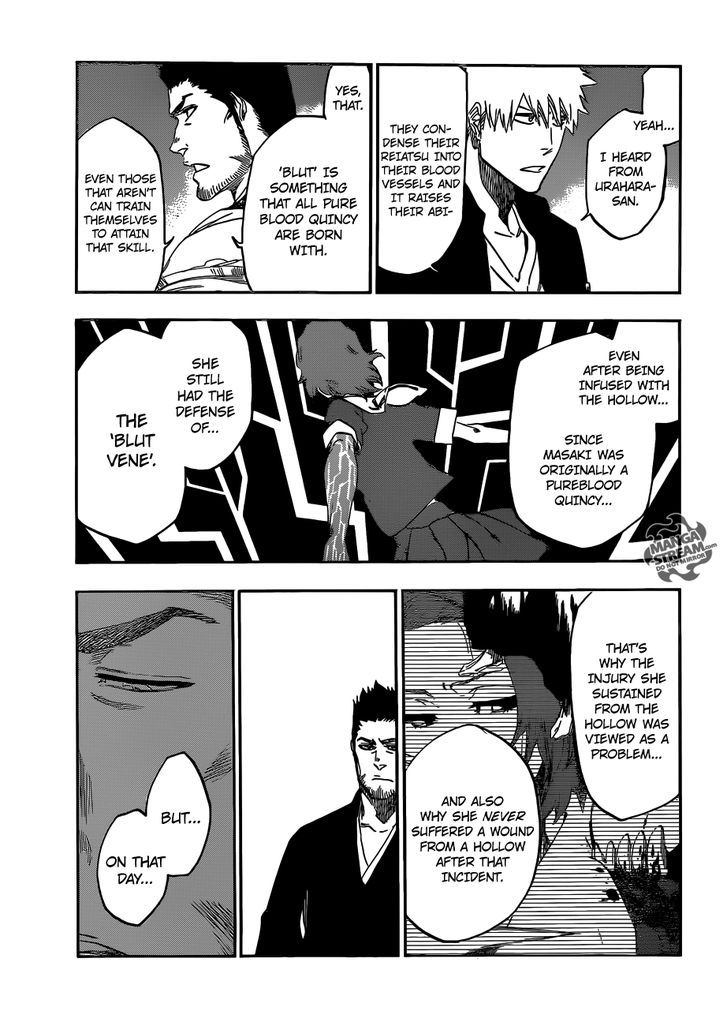 YEAH...
I HEARD
FROM
URAHARA-
SAN.
THEY CON-
DENSE THEIR
REIATSU INTO
THEIR BLOOD
VESSELS AND
IT RAISES
THEIR ABI-
YES,
THAT.
'BLUT' IS
SOMETHING
THAT ALL PURE
BLOOD QUINCY
ARE BORN
WITH.
EVEN THOSE
THAT AREN'T
CAN TRAIN
THEMSELVES
TO ATTAIN
THAT SKILL.
EVEN
AFTER BEING
INFUSED WITH
THE HOLLOW...
SINCE
MASAKI WAS
ORIGINALLY A
PUREBLOOD
QUINCY...
SHE
STILL
HAD THE
DEFENSE
OF...
THE
'BLUT
VENE'.
MANGA
STREAM.com
DO NOT MIRROR
THAT'S
WHY THE
INJURY SHE
SUSTAINED
FROM THE
HOLLOW WAS
VIEWED AS A
PROBLEM...
AND ALSO
WHY SHE NEVER
SUFFERED A WOUND
FROM A HOLLOW
AFTER THAT
INCIDENT.
BUT...
ON THAT
DAY...